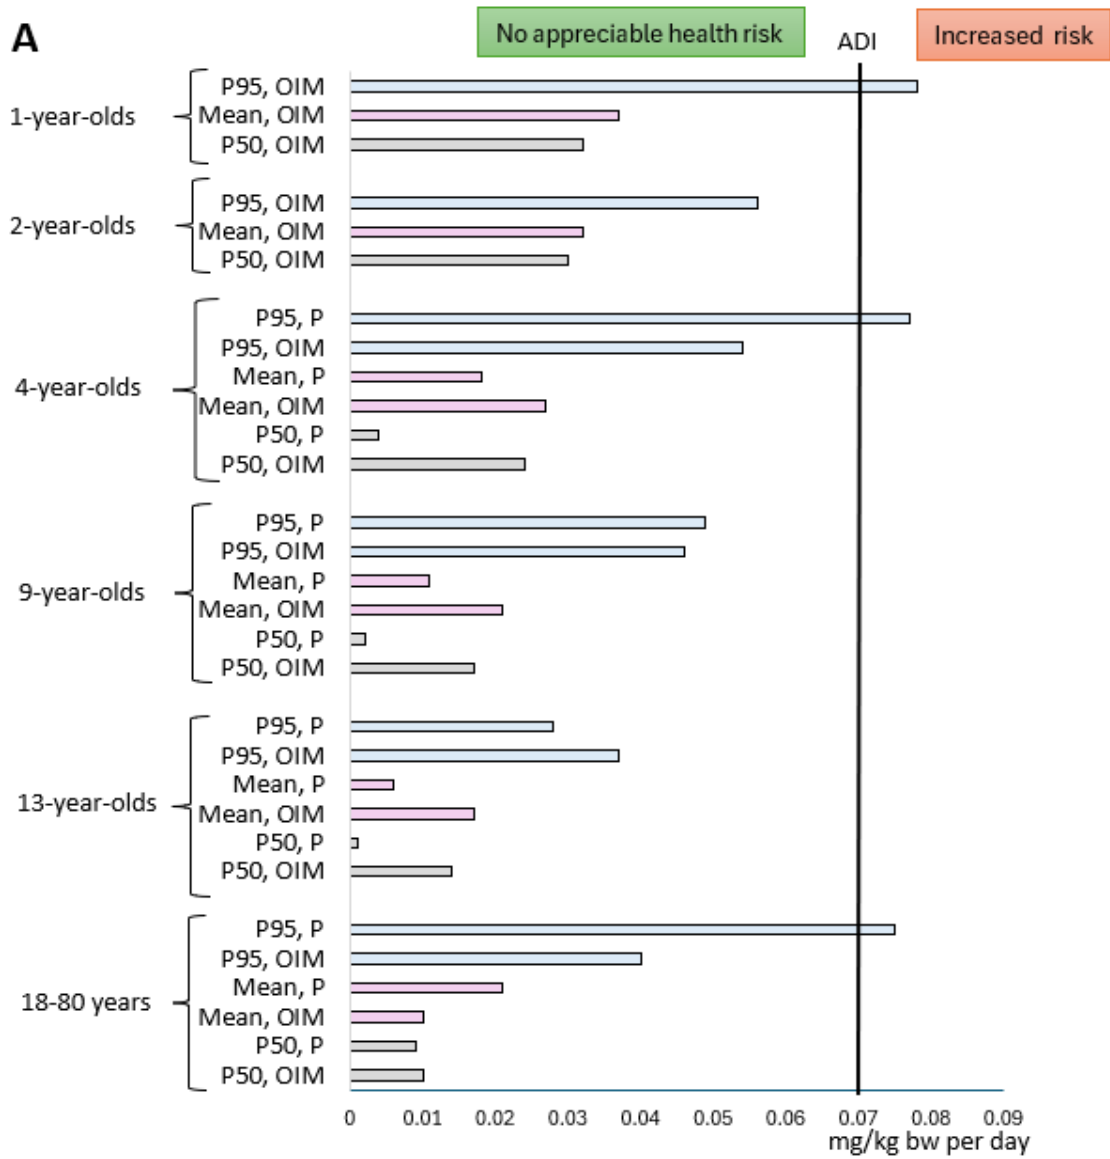 A
No appreciable health risk
ADI
Increased risk
1-year-olds
P95, OIM
Mean, OIM
P50, OIM
2-year-olds
P95, OIM
Mean, OIM
P50, OIM
4-year-olds
P95, P
P95, OIM
Mean, P
Mean, OIM
P50, P
P50, OIM
9-year-olds
P95, P
P95, OIM
Mean, P
Mean, OIM
P50, P
P50, OIM
13-year-olds
P95, P
P95, OIM
Mean, P
Mean, OIM
P50, P
P50, OIM
18-80 years
P95, P
P95, OIM
Mean, P
Mean, OIM
P50, P
P50, OIM
0 0.01 0.02 0.03 0.04 0.05 0.06 0.07 0.08 0.09
mg/kg bw per day